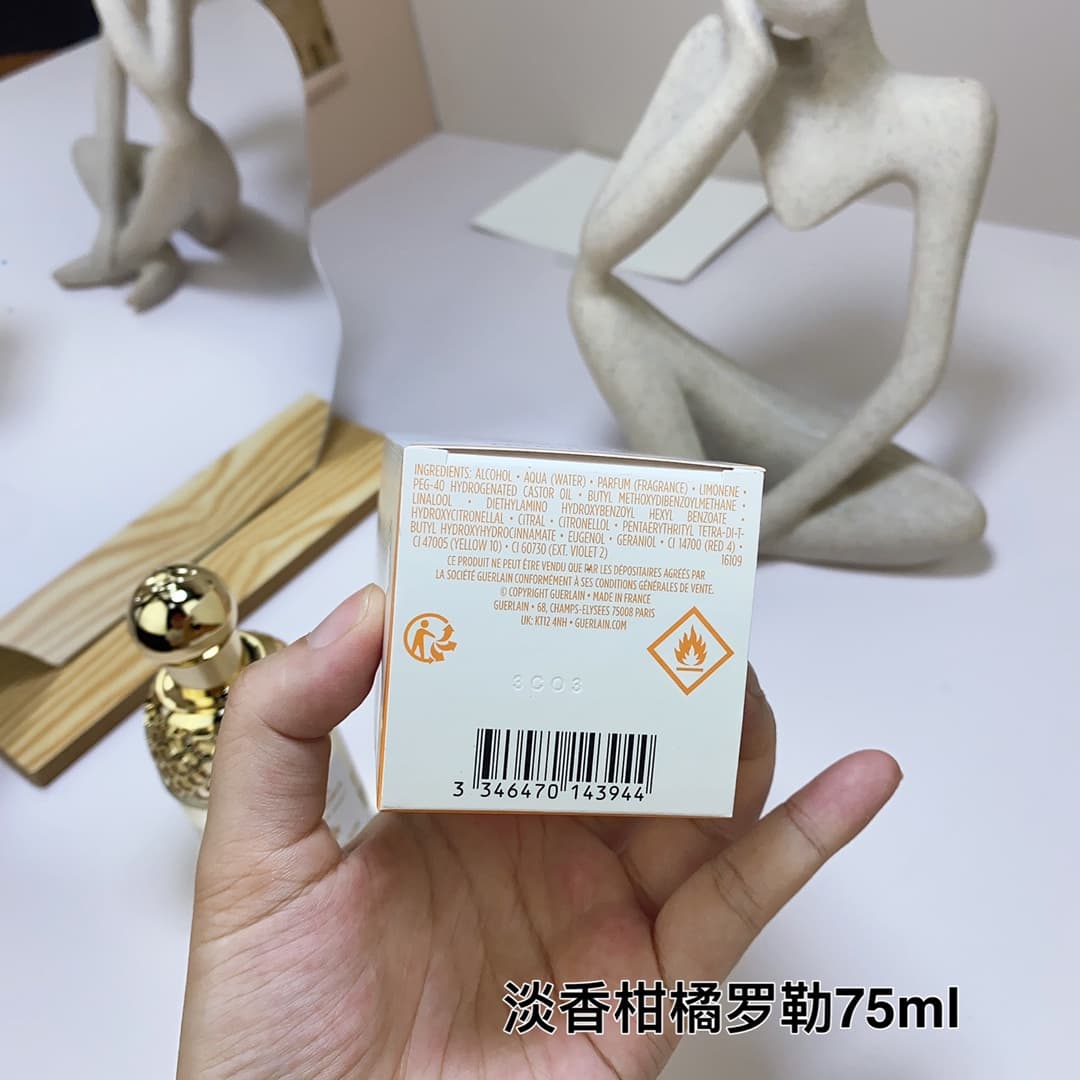 INGREDIENTS: ALCOHOL • AQUA (WATER) • PARFUM (FRAGRANCE) • LIMONENE •
PEG-40 HYDROGENATED CASTOR OIL • BUTYL METHOXYDIBENZOYLMETHANE •
LINALOOL • DIETHYLAMINO HYDROXYBENZOYL HEXYL BENZOATE •
HYDROXYCITRONELLAL • CITRAL • CITRONELLOL • PENTAERYTHRITYL TETRA-DI-T-
BUTYL HYDROXYHYDROCINNAMATE • EUGENOL • GERANIOL • CI 14700 (RED 4) •
CI 47005 (YELLOW 10) • CI 60730 (EXT. VIOLET 2) 16109
CE PRODUIT NE PEUT ÊTRE VENDU QUE PAR LES DÉPOSITAIRES AGRÉES PAR
LA SOCIÉTÉ GUERLAIN CONFORMÉMENT À SES CONDITIONS GÉNÉRALES DE VENTE.
© COPYRIGHT GUERLAIN • MADE IN FRANCE
GUERLAIN • 68, CHAMPS-ELYSEES 75008 PARIS
UK: KT12 4NH • GUERLAIN.COM
3C03
3 346470 143944
淡香柑橘罗勒75ml